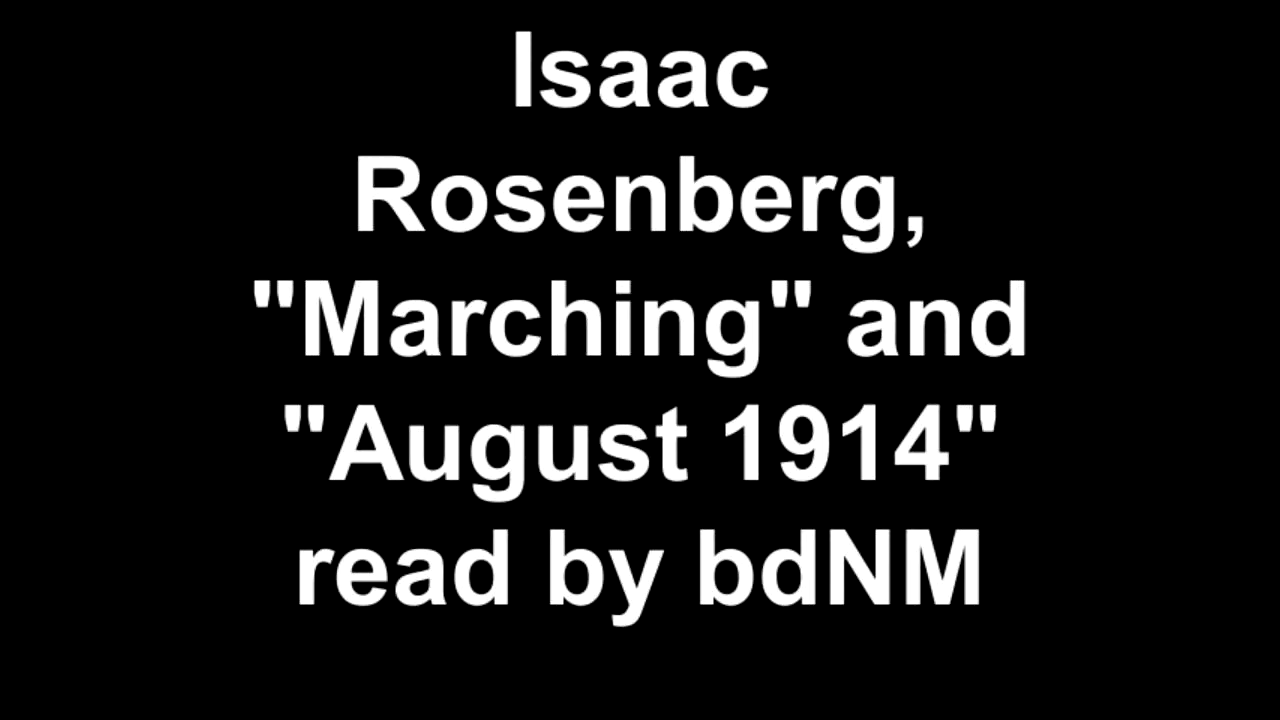 Isaac
Rosenberg,
"Marching" and
"August 1914"
read by bdNM